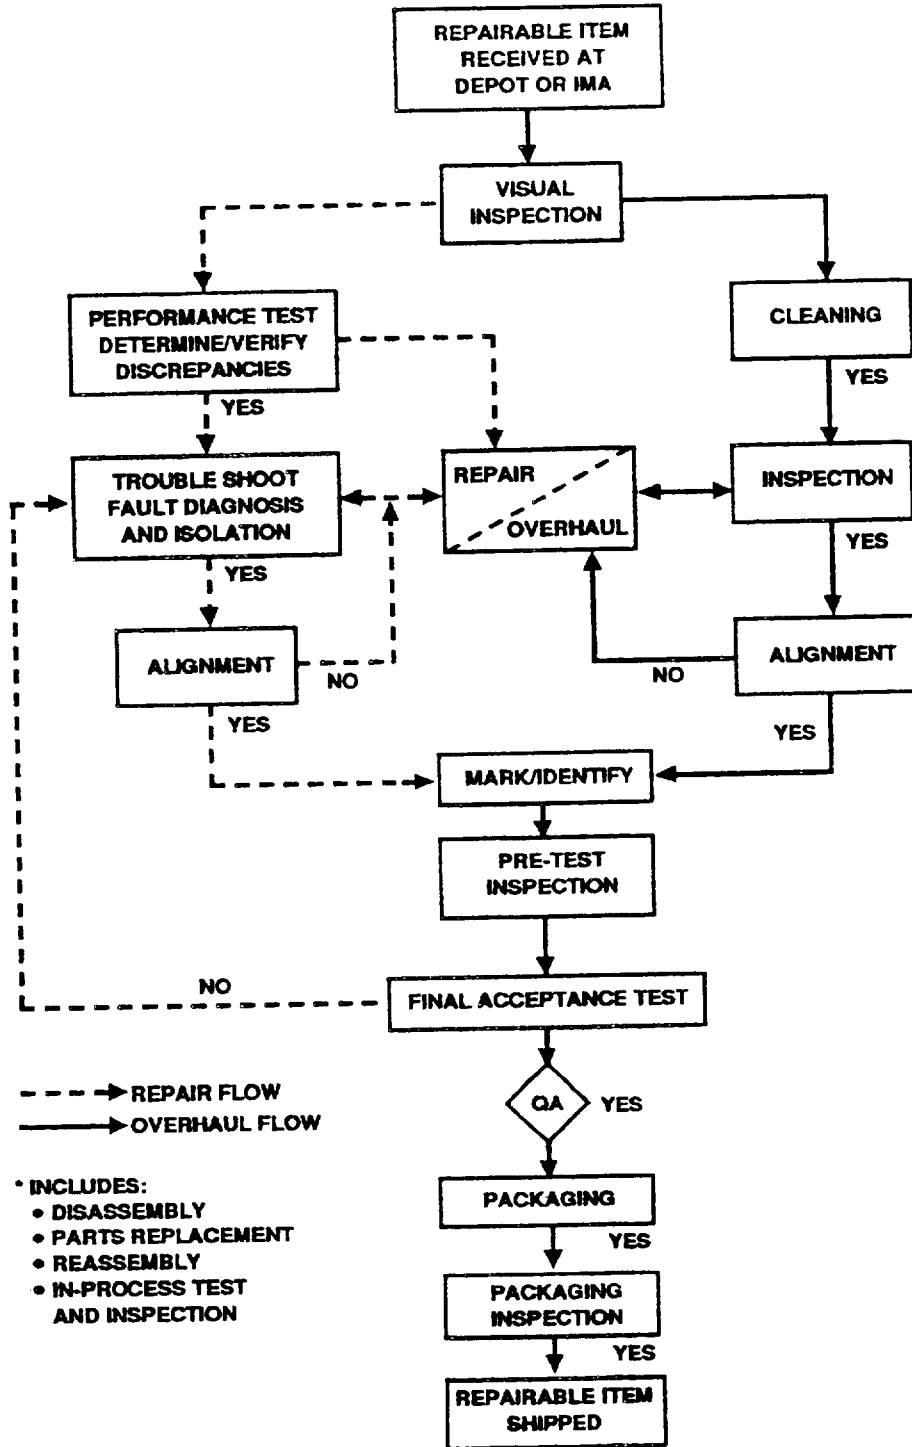 REPAIRABLE ITEM
RECEIVED AT
DEPOT OR IMA
VISUAL
INSPECTION
PERFORMANCE TEST
DETERMINE/VERIFY
DISCREPANCIES
YES
CLEANING
YES
TROUBLE SHOOT
FAULT DIAGNOSIS
AND ISOLATION
YES
REPAIR
OVERHAUL
INSPECTION
YES
ALIGNMENT
NO
YES
ALIGNMENT
NO
YES
MARK/IDENTIFY
PRE-TEST
INSPECTION
FINAL ACCEPTANCE TEST
NO
QA
YES
REPAIR FLOW
OVERHAUL FLOW
* INCLUDES:
• DISASSEMBLY
• PARTS REPLACEMENT
• REASSEMBLY
• IN-PROCESS TEST
AND INSPECTION
PACKAGING
YES
PACKAGING
INSPECTION
YES
REPAIRABLE ITEM
SHIPPED